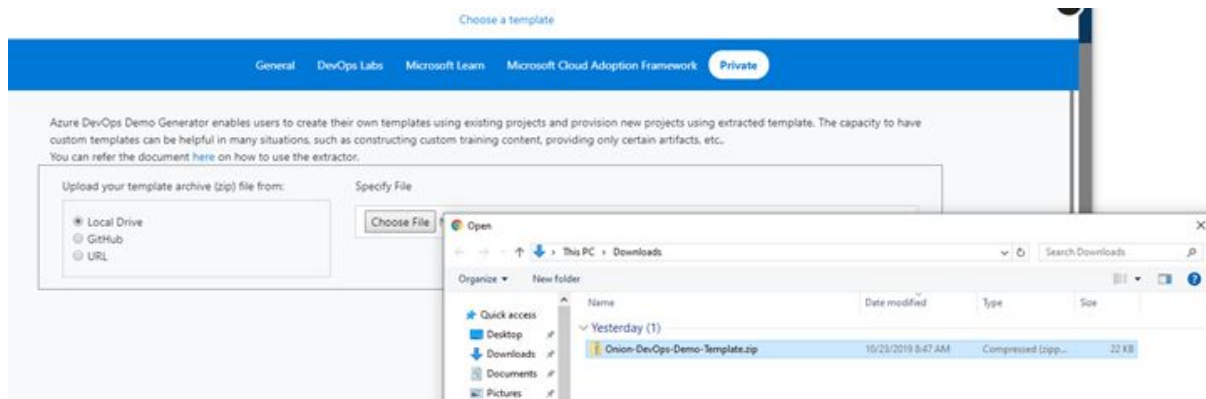 Choose a template
General DevOps Labs Microsoft Learn Microsoft Cloud Adoption Framework Private
Azure DevOps Demo Generator enables users to create their own templates using existing projects and provision new projects using extracted template. The capacity to have
custom templates can be helpful in many situations, such as constructing custom training content, providing only certain artifacts, etc..
You can refer the document here on how to use the extractor.
Upload your template archive (zip) file from:
Specify File
Local Drive
GitHub
URL
Choose File
Open
This PC > Downloads
Search Downloads
Organize New folder
Name Date modified Type Size
Quick access
Desktop
Downloads
Documents
Pictures
Yesterday (1)
Onion-DevOps-Demo-Template.zip 10/23/2019 8:47 AM Compressed (zipp... 22 KB